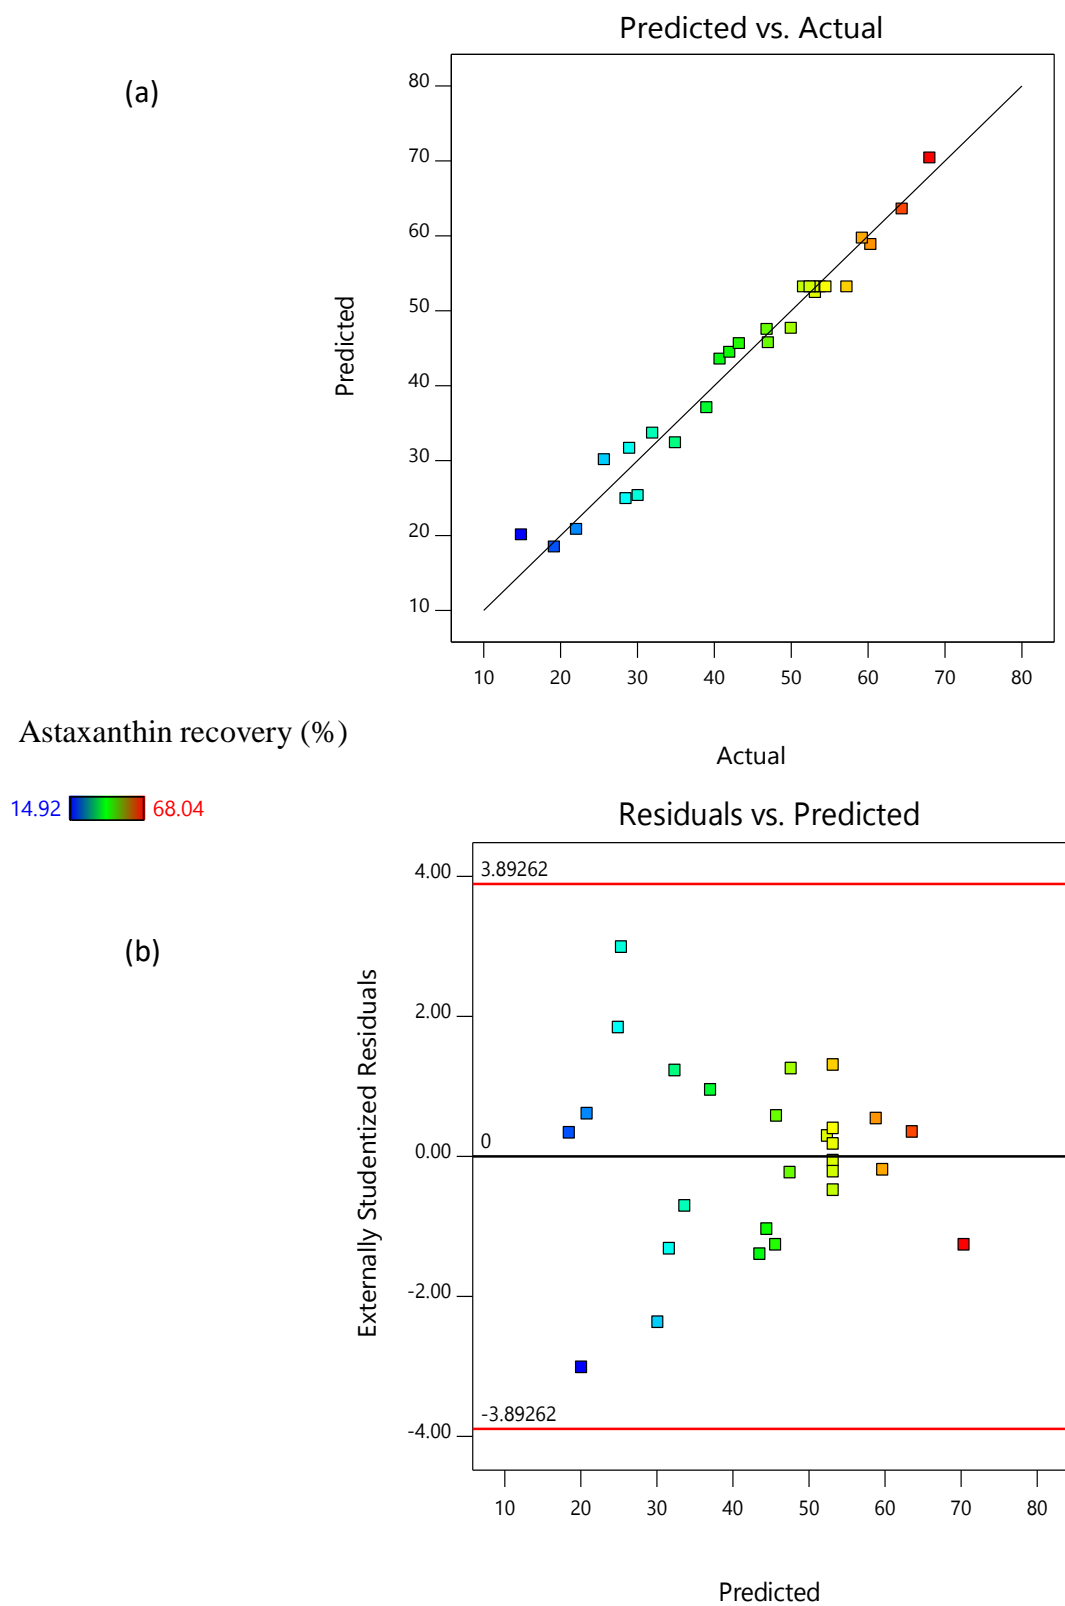 Predicted vs. Actual
(a)
80
70
60
50
40
30
20
10
Predicted
10 20 30 40 50 60 70 80
Actual
Astaxanthin recovery (%)
14.92 68.04
Residuals vs. Predicted
(b)
4.00
2.00
0.00
-2.00
-4.00
3.89262
0
-3.89262
Externally Studentized Residuals
10 20 30 40 50 60 70 80
Predicted